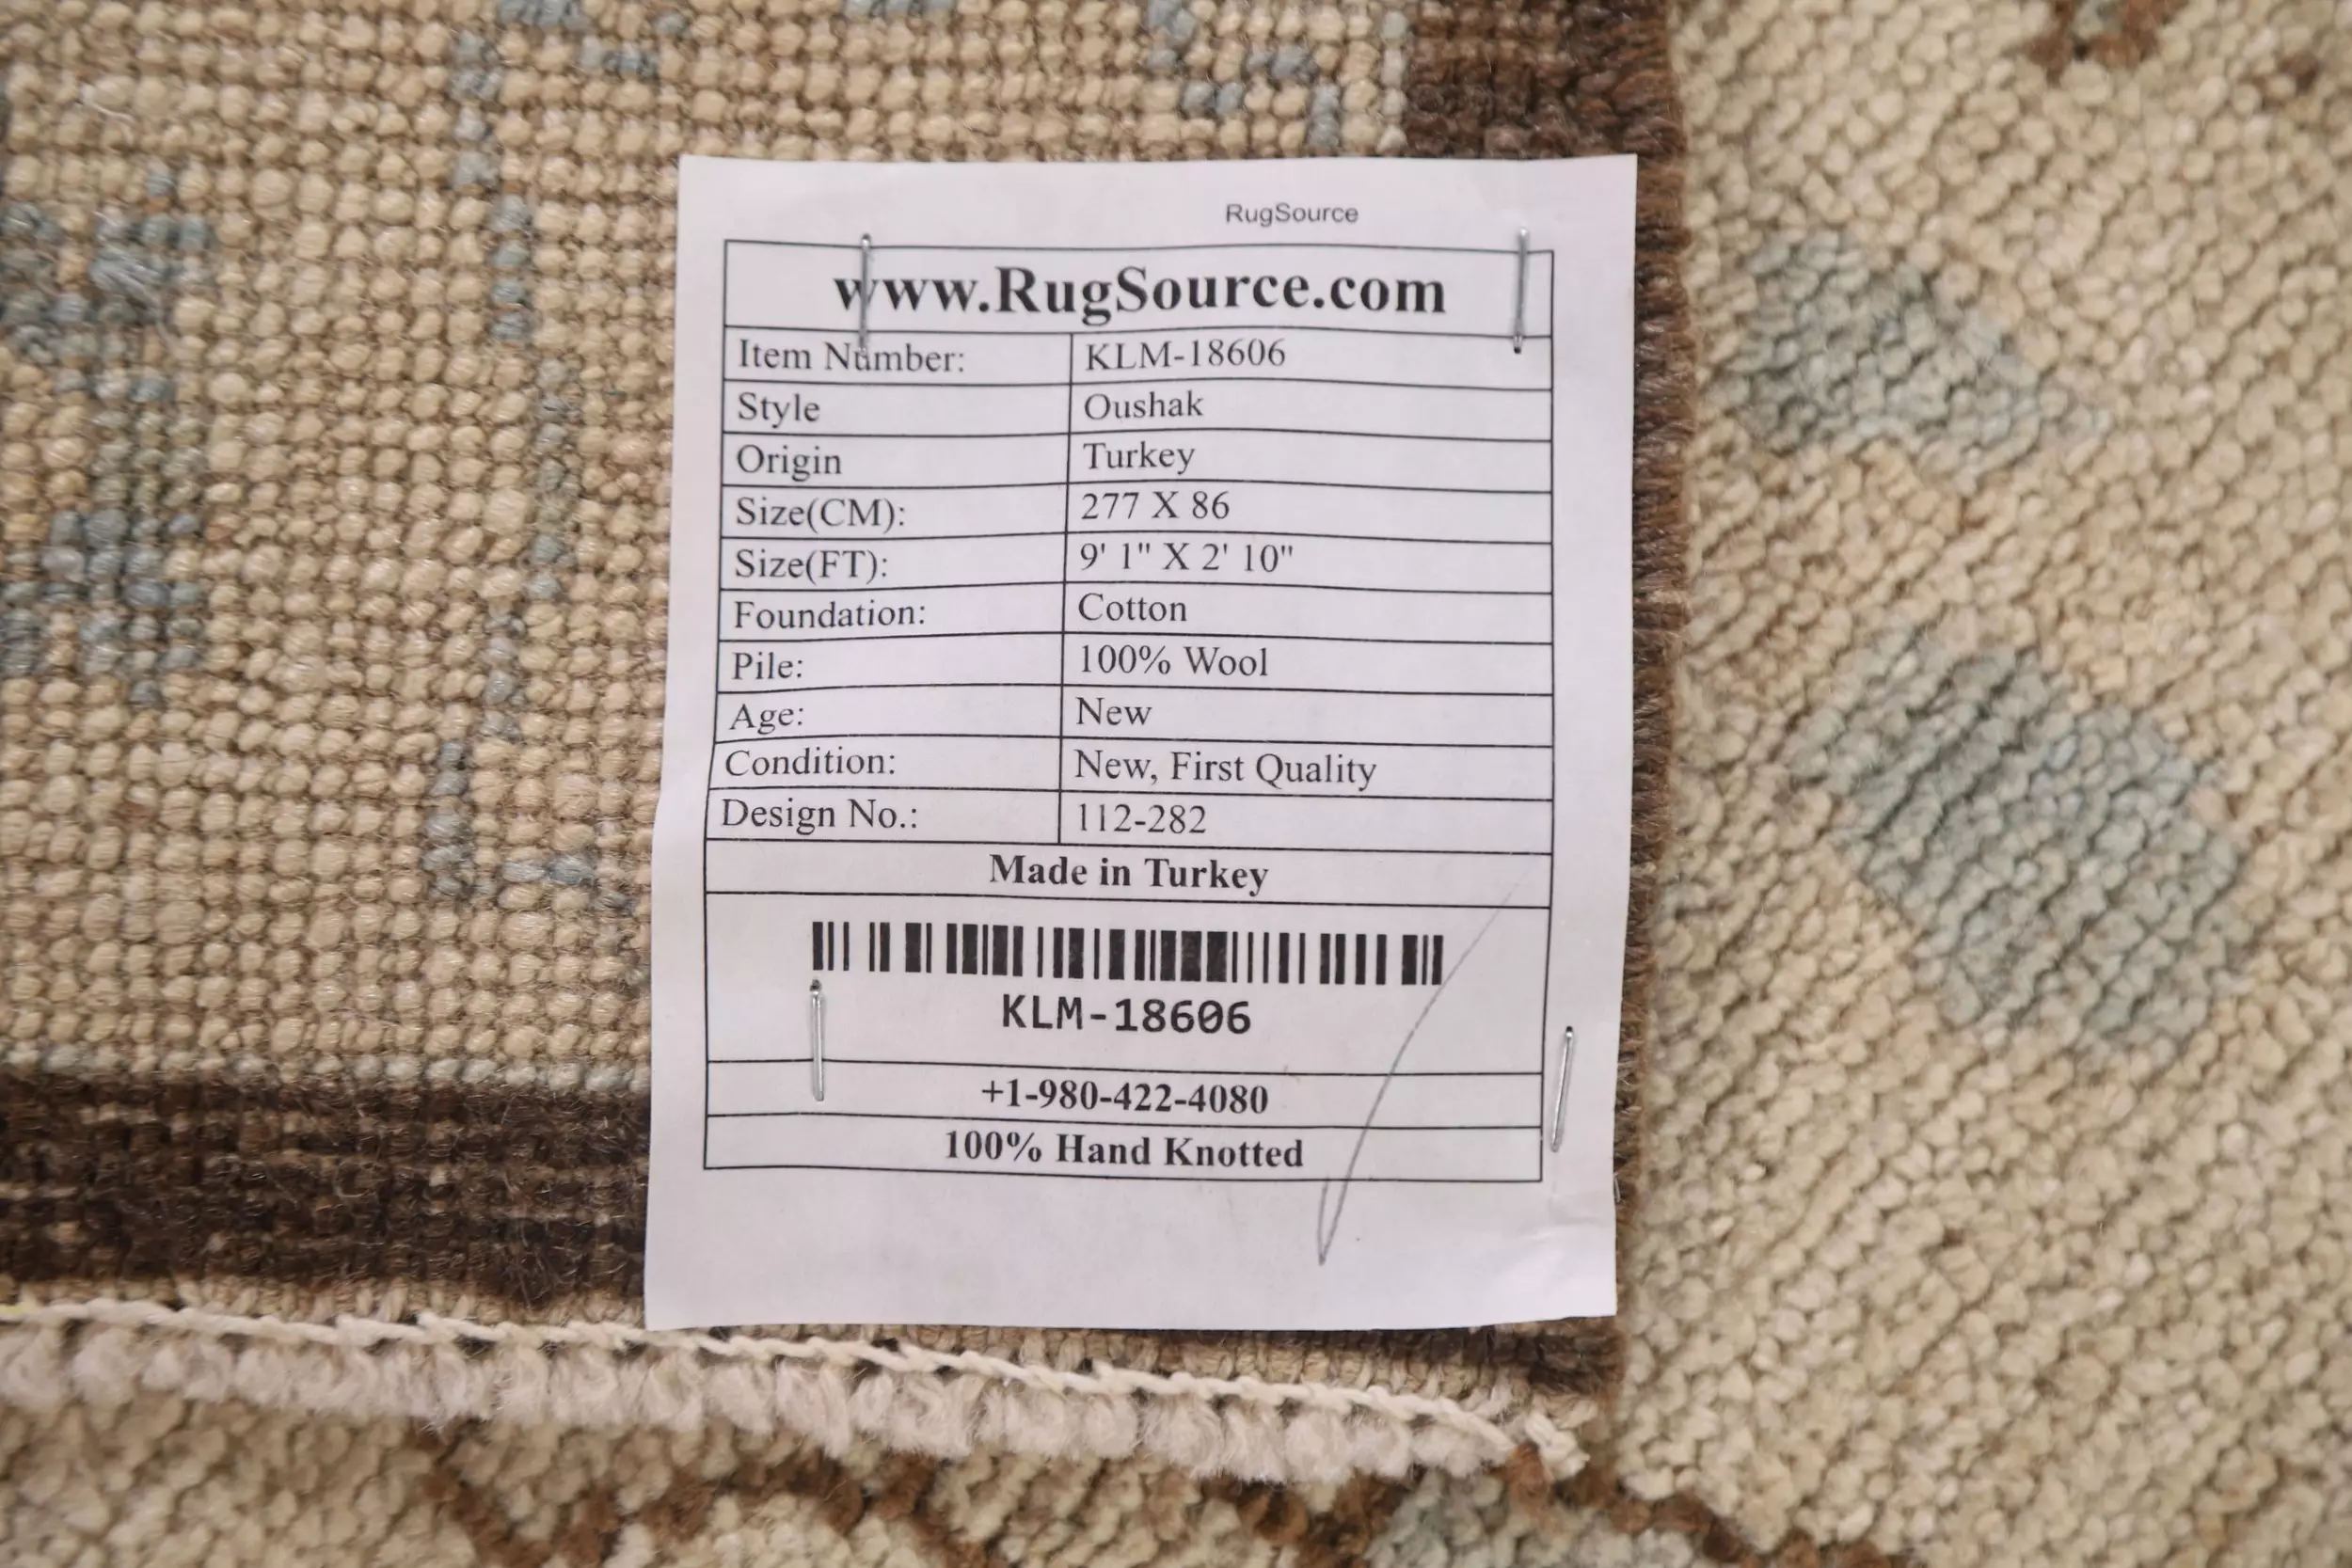 RugSource
www.RugSource.com
Item Number: KLM-18606
Style Oushak
Origin Turkey
Size(CM): 277 X 86
Size(FT): 9' 1" X 2' 10"
Foundation: Cotton
Pile: 100% Wool
Age: New
Condition: New, First Quality
Design No.: 112-282
Made in Turkey
KLM-18606
+1-980-422-4080
100% Hand Knotted